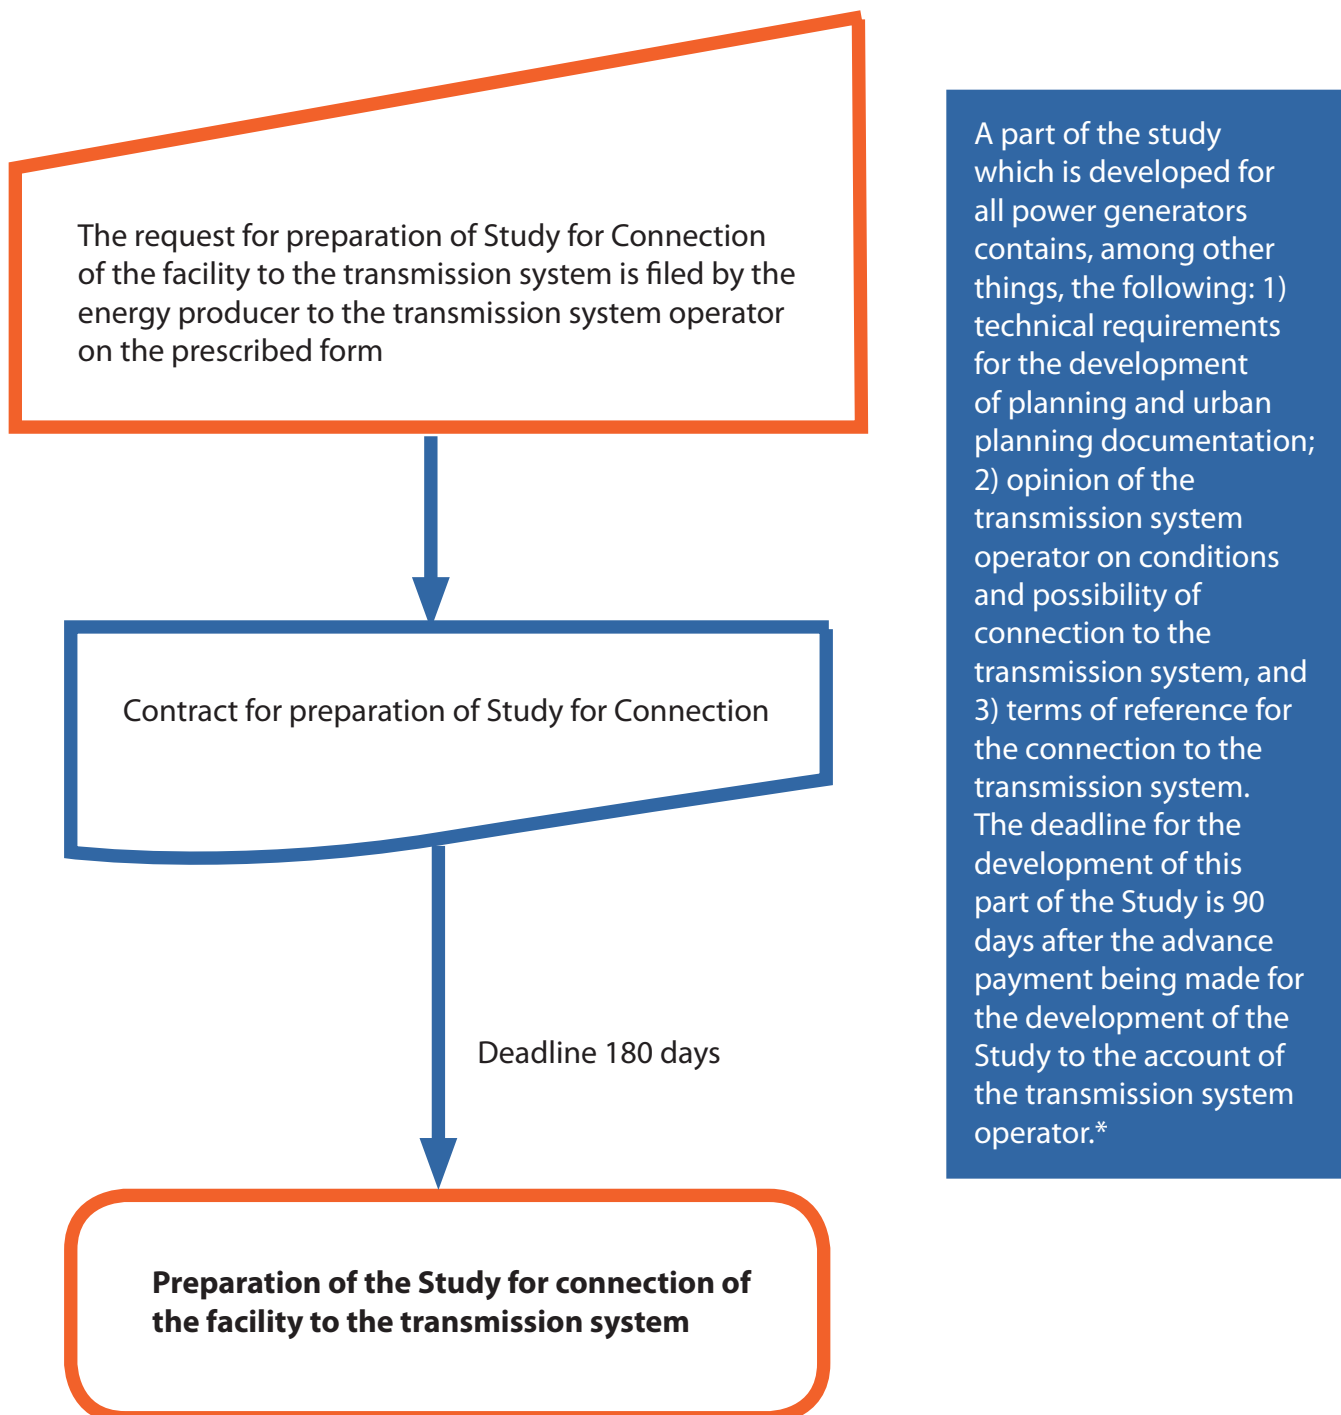 The request for preparation of Study for Connection
of the facility to the transmission system is filed by the
energy producer to the transmission system operator
on the prescribed form
Contract for preparation of Study for Connection
Deadline 180 days
Preparation of the Study for connection of
the facility to the transmission system
A part of the study
which is developed for
all power generators
contains, among other
things, the following: 1)
technical requirements
for the development
of planning and urban
planning documentation;
2) opinion of the
transmission system
operator on conditions
and possibility of
connection to the
transmission system, and
3) terms of reference for
the connection to the
transmission system.
The deadline for the
development of this
part of the Study is 90
days after the advance
payment being made for
the development of the
Study to the account of
the transmission system
operator.*